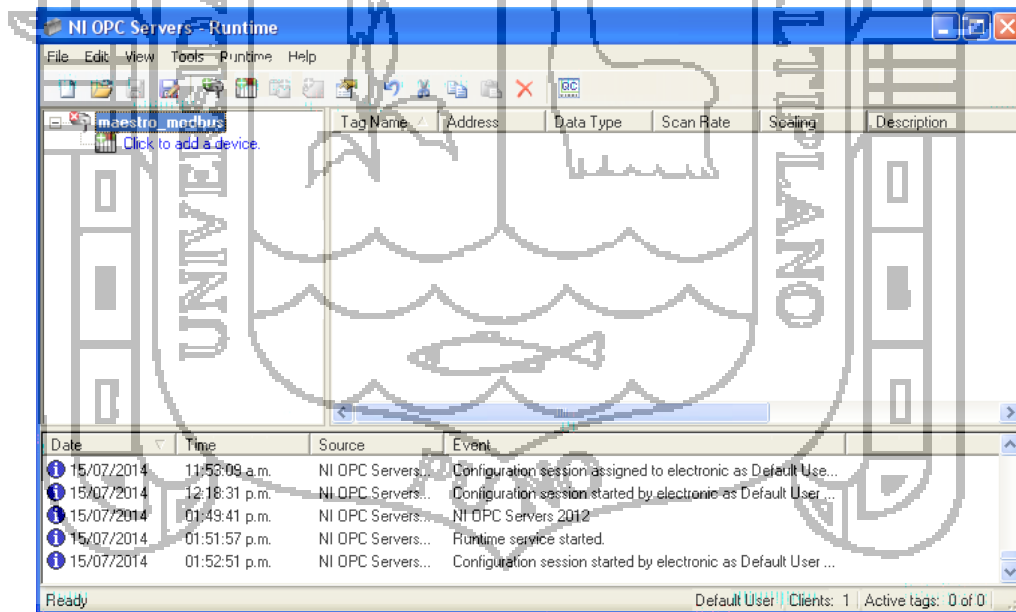 NI OPC Servers - Runtime
File Edit View Tools Runtime Help
maestro_modbus
Click to add a device.
Tag Name Address Data Type Scan Rate Scaling Description
UNIVER
LTIPLANO
PUNO
Date Time Source Event
15/07/2014 11:53:09 a.m. NI OPC Servers... Configuration session assigned to electronic as Default Use...
15/07/2014 12:18:31 p.m. NI OPC Servers... Configuration session started by electronic as Default User ...
15/07/2014 01:49:41 p.m. NI OPC Servers... NI OPC Servers 2012
15/07/2014 01:51:57 p.m. NI OPC Servers... Runtime service started.
15/07/2014 01:52:51 p.m. NI OPC Servers... Configuration session started by electronic as Default User ...
Ready Default User Clients: 1 Active tags: 0 of 0